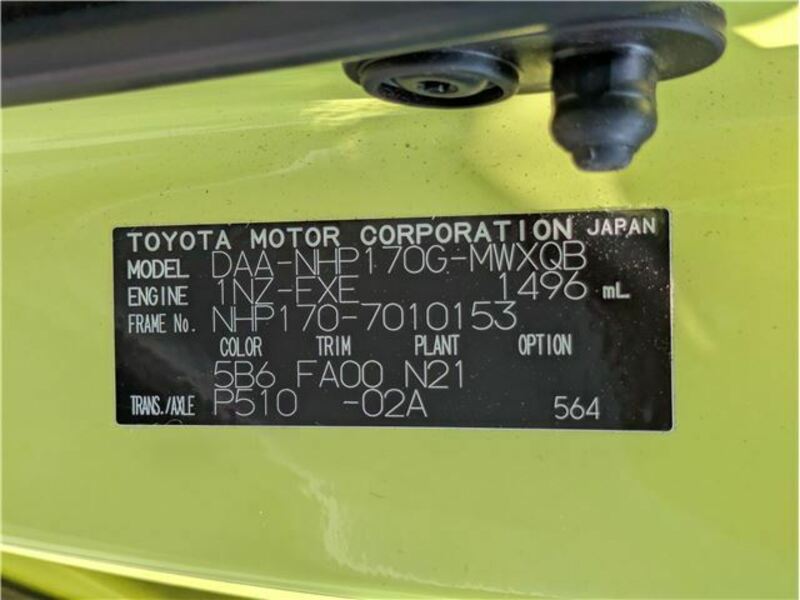 TOYOTA MOTOR CORPORATION JAPAN
MODEL DAA-NHP170G-MWXQB
ENGINE 1NZ-FXE 1496 mL
FRAME No. NHP170-7010153
COLOR TRIM PLANT OPTION
5B6 FA00 N21
TRANS./AXLE P510 -02A 564